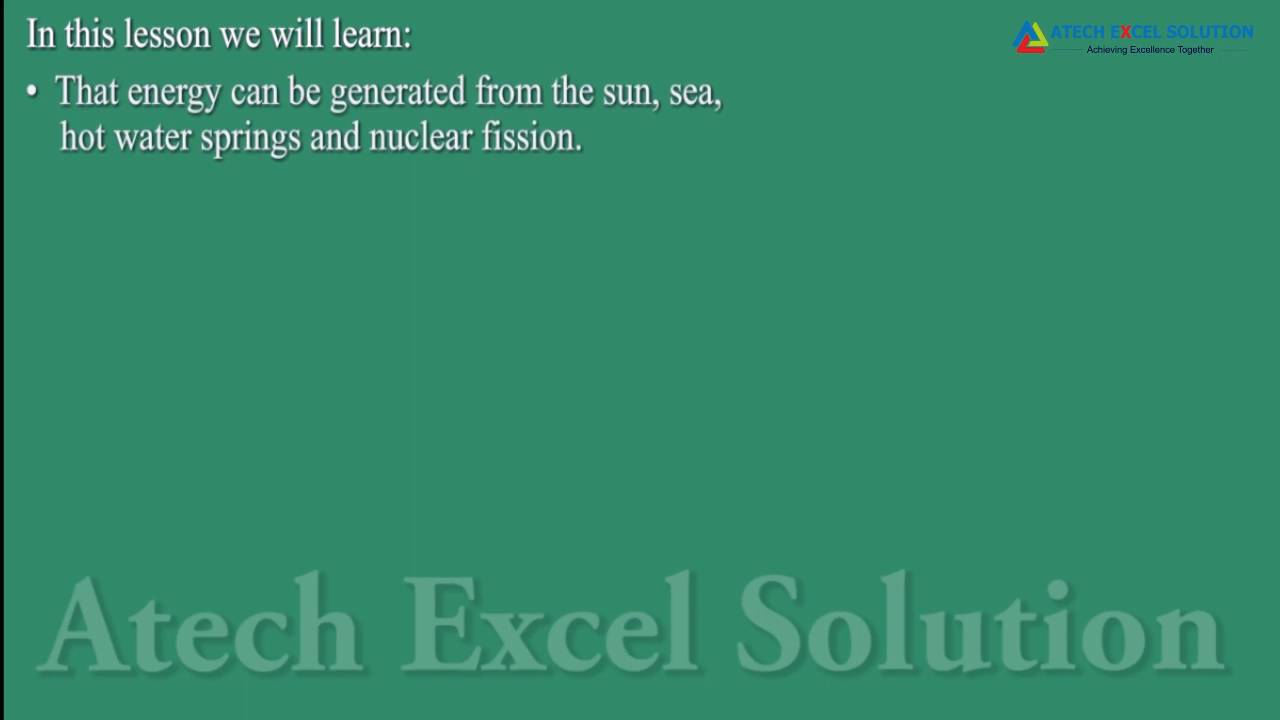 In this lesson we will learn:
ATECH EXCEL SOLUTION
Achieving Excellence Together
• That energy can be generated from the sun, sea,
hot water springs and nuclear fission.
Atech Excel Solution